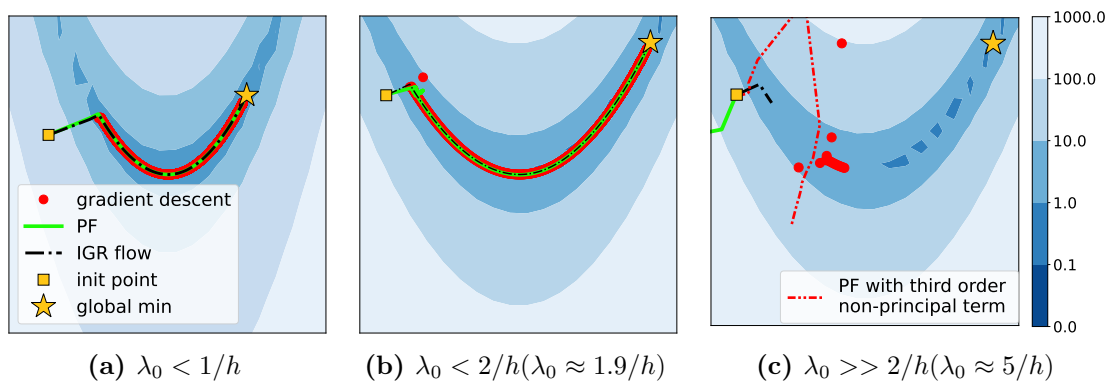 gradient descent
PF
IGR flow
init point
global min
PF with third order
non-principal term
1000.0
100.0
10.0
1.0
0.1
0.0
(a) λ₀ < 1/h
(b) λ₀ < 2/h(λ₀ ≈ 1.9/h)
(c) λ₀ >> 2/h(λ₀ ≈ 5/h)